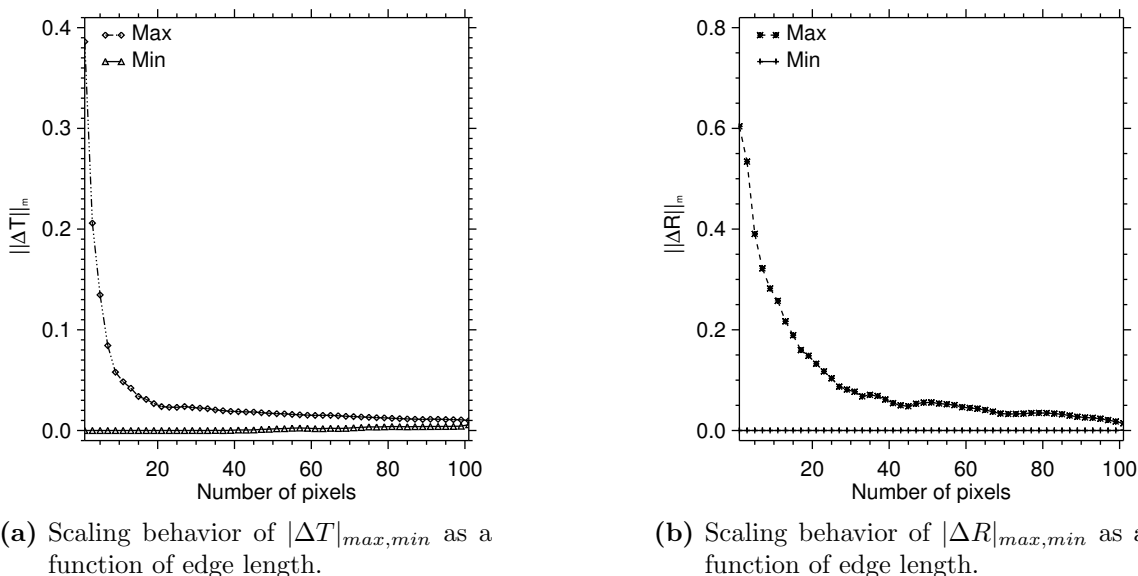 0.4
0.3
0.2
0.1
0.0
||ΔT||ₘ
Max
Min
20 40 60 80 100
Number of pixels
0.8
0.6
0.4
0.2
0.0
||ΔR||ₘ
Max
Min
20 40 60 80 100
Number of pixels
(a) Scaling behavior of |ΔT|max,min as a
function of edge length.
(b) Scaling behavior of |ΔR|max,min as a
function of edge length.